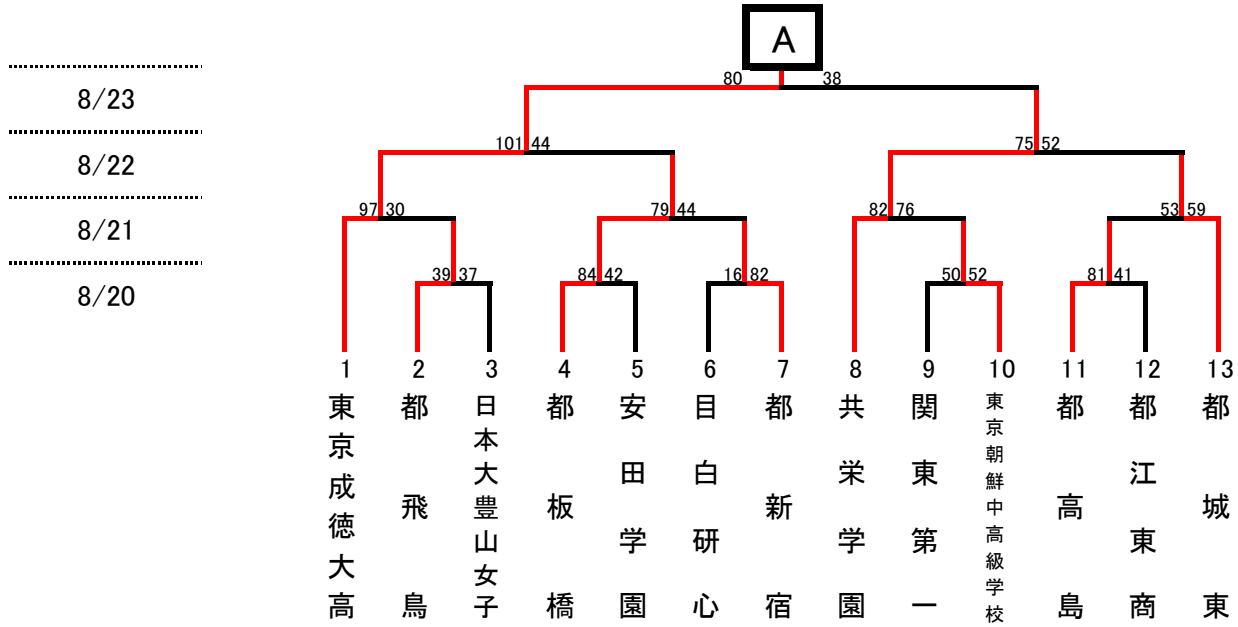 A
80 38
8/23
101 44
75 52
8/22
97 30
79 44
82 76
53 59
8/21
39 37
84 42
16 82
50 52
81 41
8/20
1 2 3 4 5 6 7 8 9 10 11 12 13
東京成徳大高
都飛鳥
日本大豊山女子
都板橋
安田学園
目白研心
都新宿
共栄学園
関東第一
東京朝鮮中高級学校
都高島
都江東商
都城東